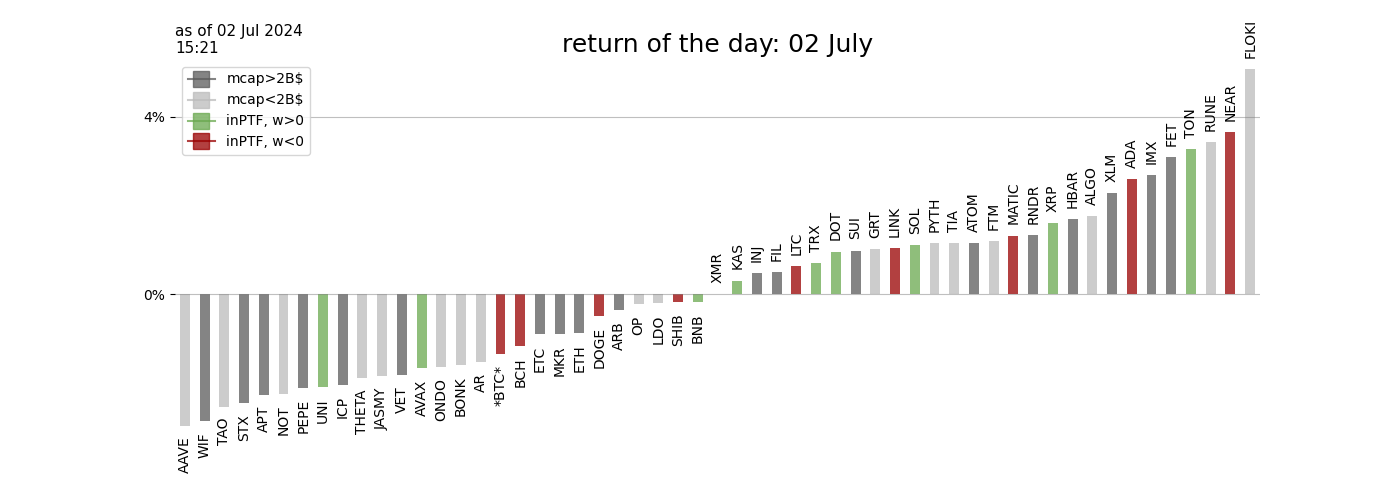 as of 02 Jul 2024
15:21
return of the day: 02 July
mcap>2B$
mcap<2B$
inPTF, w>0
inPTF, w<0
4%
0%
AAVE
WIF
TAO
STX
APT
NOT
PEPE
UNI
ICP
THETA
JASMY
VET
AVAX
ONDO
BONK
AR
*BTC*
BCH
ETC
MKR
ETH
DOGE
ARB
OP
LDO
SHIB
BNB
XMR
KAS
INJ
FIL
LTC
TRX
DOT
SUI
GRT
LINK
SOL
PYTH
TIA
ATOM
FTM
MATIC
RNDR
XRP
HBAR
ALGO
XLM
ADA
IMX
FET
TON
RUNE
NEAR
FLOKI